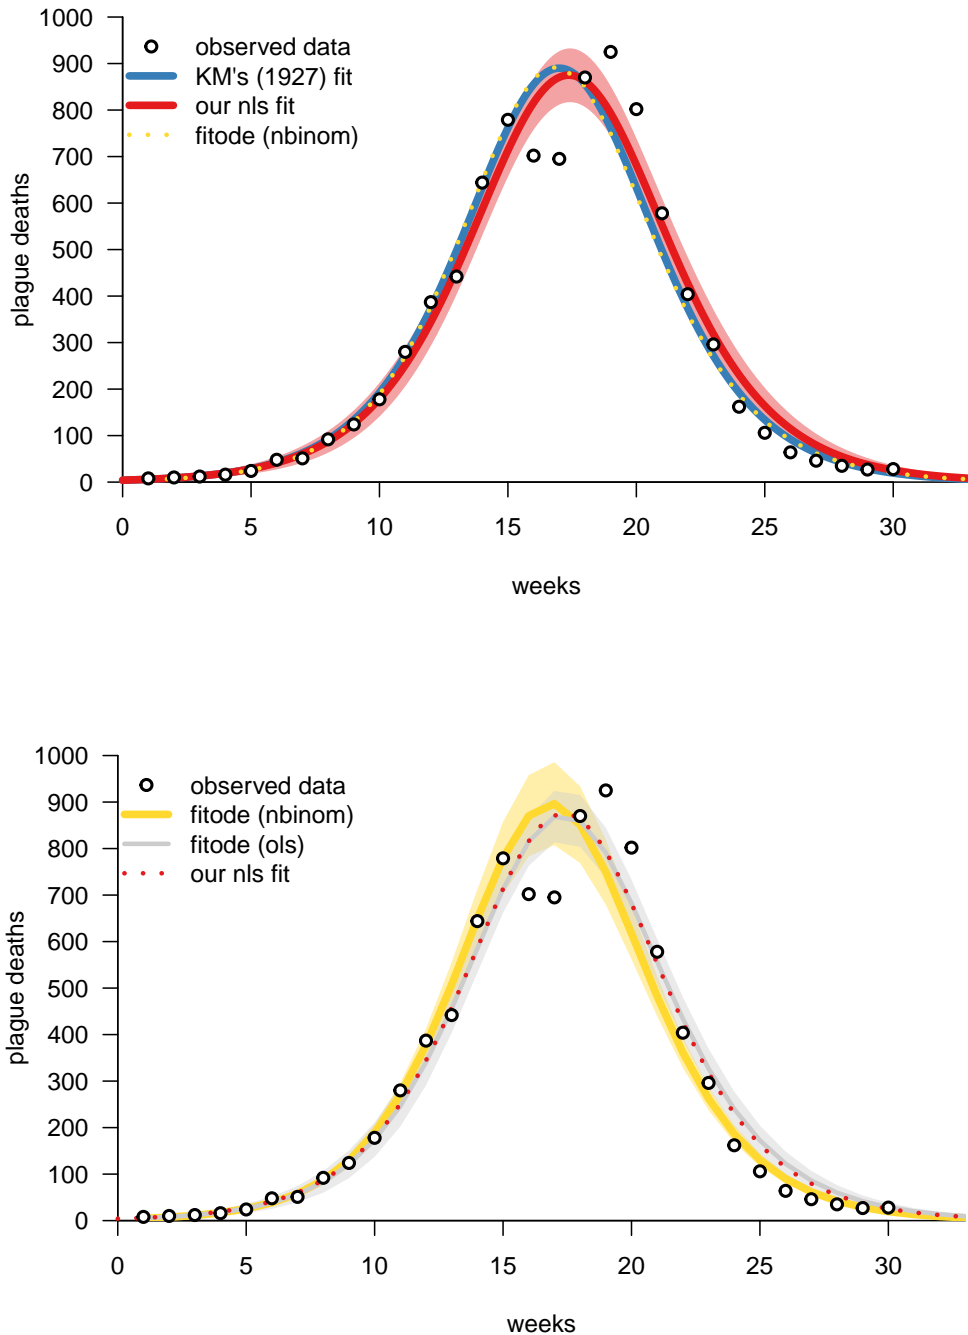 1000
900
800
700
600
500
400
300
200
100
0
plague deaths
observed data
KM's (1927) fit
our nls fit
fitode (nbinom)
0 5 10 15 20 25 30
weeks
1000
900
800
700
600
500
400
300
200
100
0
plague deaths
observed data
fitode (nbinom)
fitode (ols)
our nls fit
0 5 10 15 20 25 30
weeks